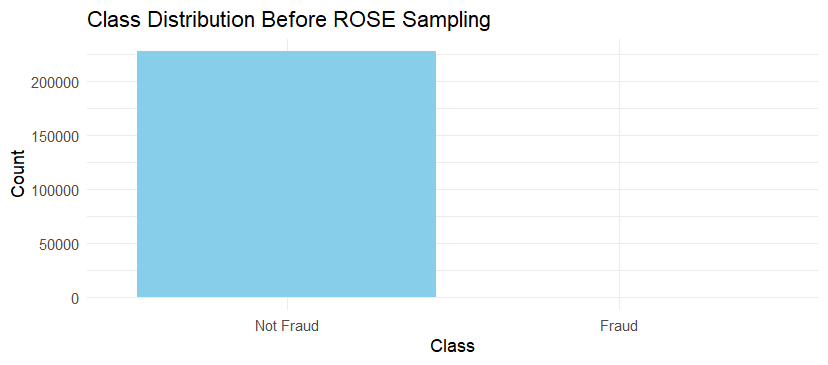 Class Distribution Before ROSE Sampling
200000
150000
100000
50000
0
Count
Not Fraud Fraud
Class